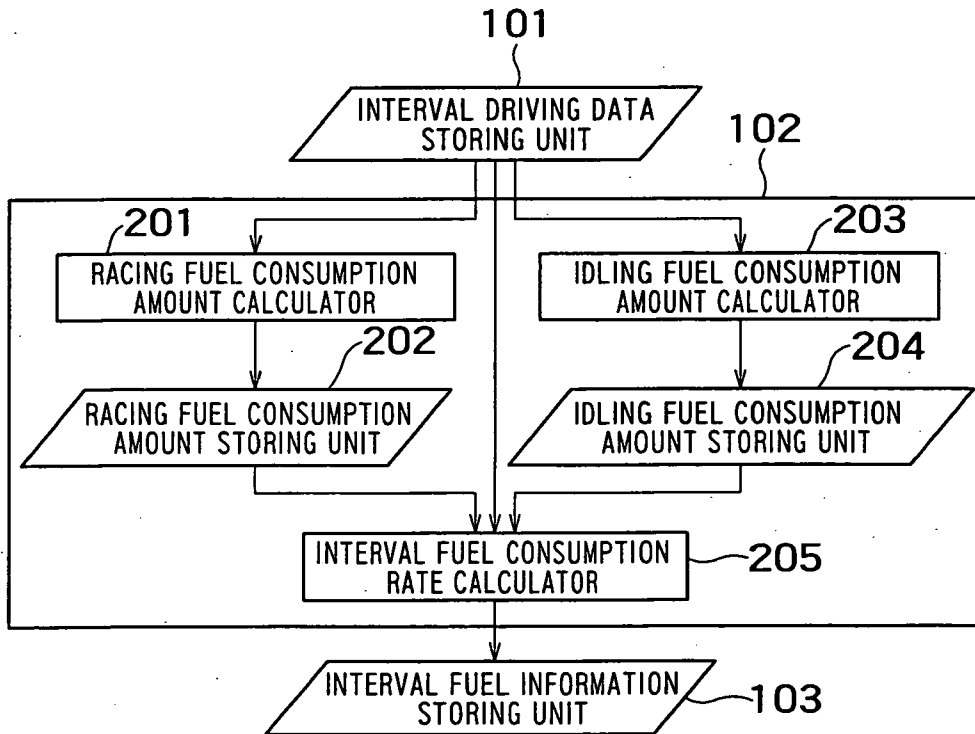 101
INTERVAL DRIVING DATA
STORING UNIT
102
201
RACING FUEL CONSUMPTION
AMOUNT CALCULATOR
203
IDLING FUEL CONSUMPTION
AMOUNT CALCULATOR
202
RACING FUEL CONSUMPTION
AMOUNT STORING UNIT
204
IDLING FUEL CONSUMPTION
AMOUNT STORING UNIT
INTERVAL FUEL CONSUMPTION
RATE CALCULATOR
205
INTERVAL FUEL INFORMATION
STORING UNIT
103